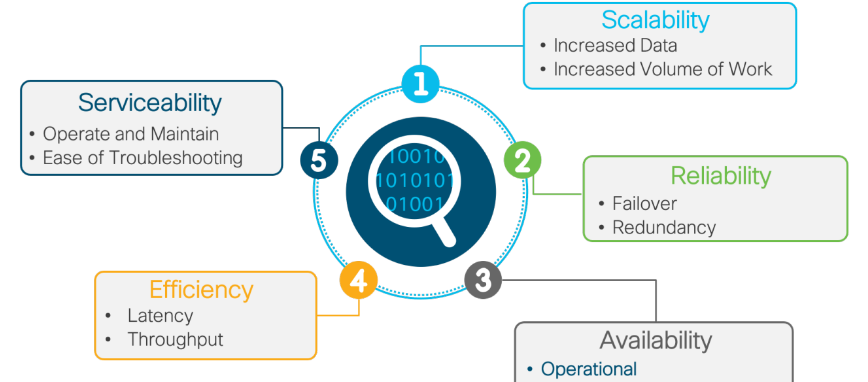 1
Scalability
• Increased Data
• Increased Volume of Work
2
Reliability
• Failover
• Redundancy
3
Availability
• Operational
4
Efficiency
• Latency
• Throughput
5
Serviceability
• Operate and Maintain
• Ease of Troubleshooting
10010
1010101
01001